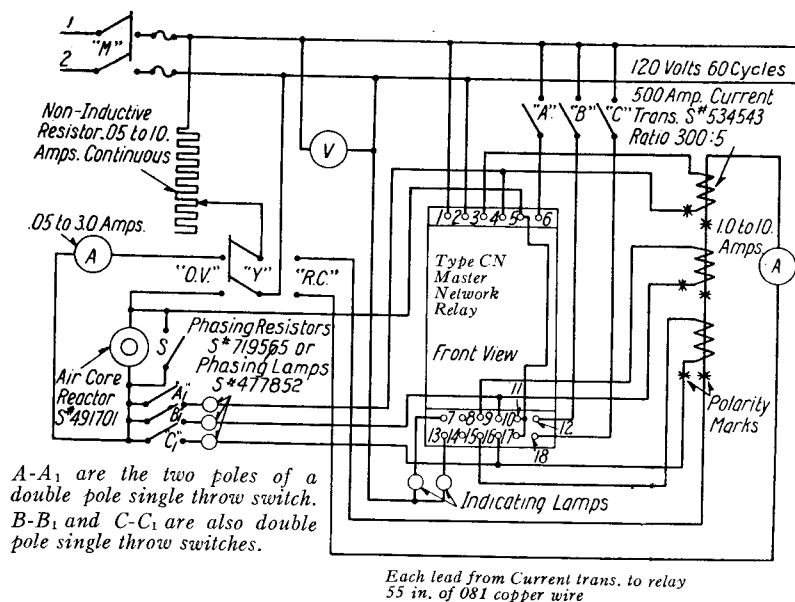 1
"M"
2
120 Volts 60 Cycles
Non-Inductive
Resistor .05 to 10.
Amps. Continuous
V
"A"
"B"
"C"
500 Amp. Current
Trans. S#534543
Ratio 300:5
.05 to 3.0 Amps.
A
"O.V."
"Y"
"R.C."
1 2 3 4 5 6
Type CN
Master
Network
Relay
Front View
1.0 to 10.
Amps.
A
S
Phasing Resistors
S#719565 or
Phasing Lamps
S#477852
Air Core
Reactor
S#491701
"A1"
"B1"
"C1"
11
7 8 9 10
12
13 14 15 16 17
18
Polarity
Marks
Indicating Lamps
A-A1 are the two poles of a
double pole single throw switch.
B-B1 and C-C1 are also double
pole single throw switches.
Each lead from Current trans. to relay
55 in. of 081 copper wire